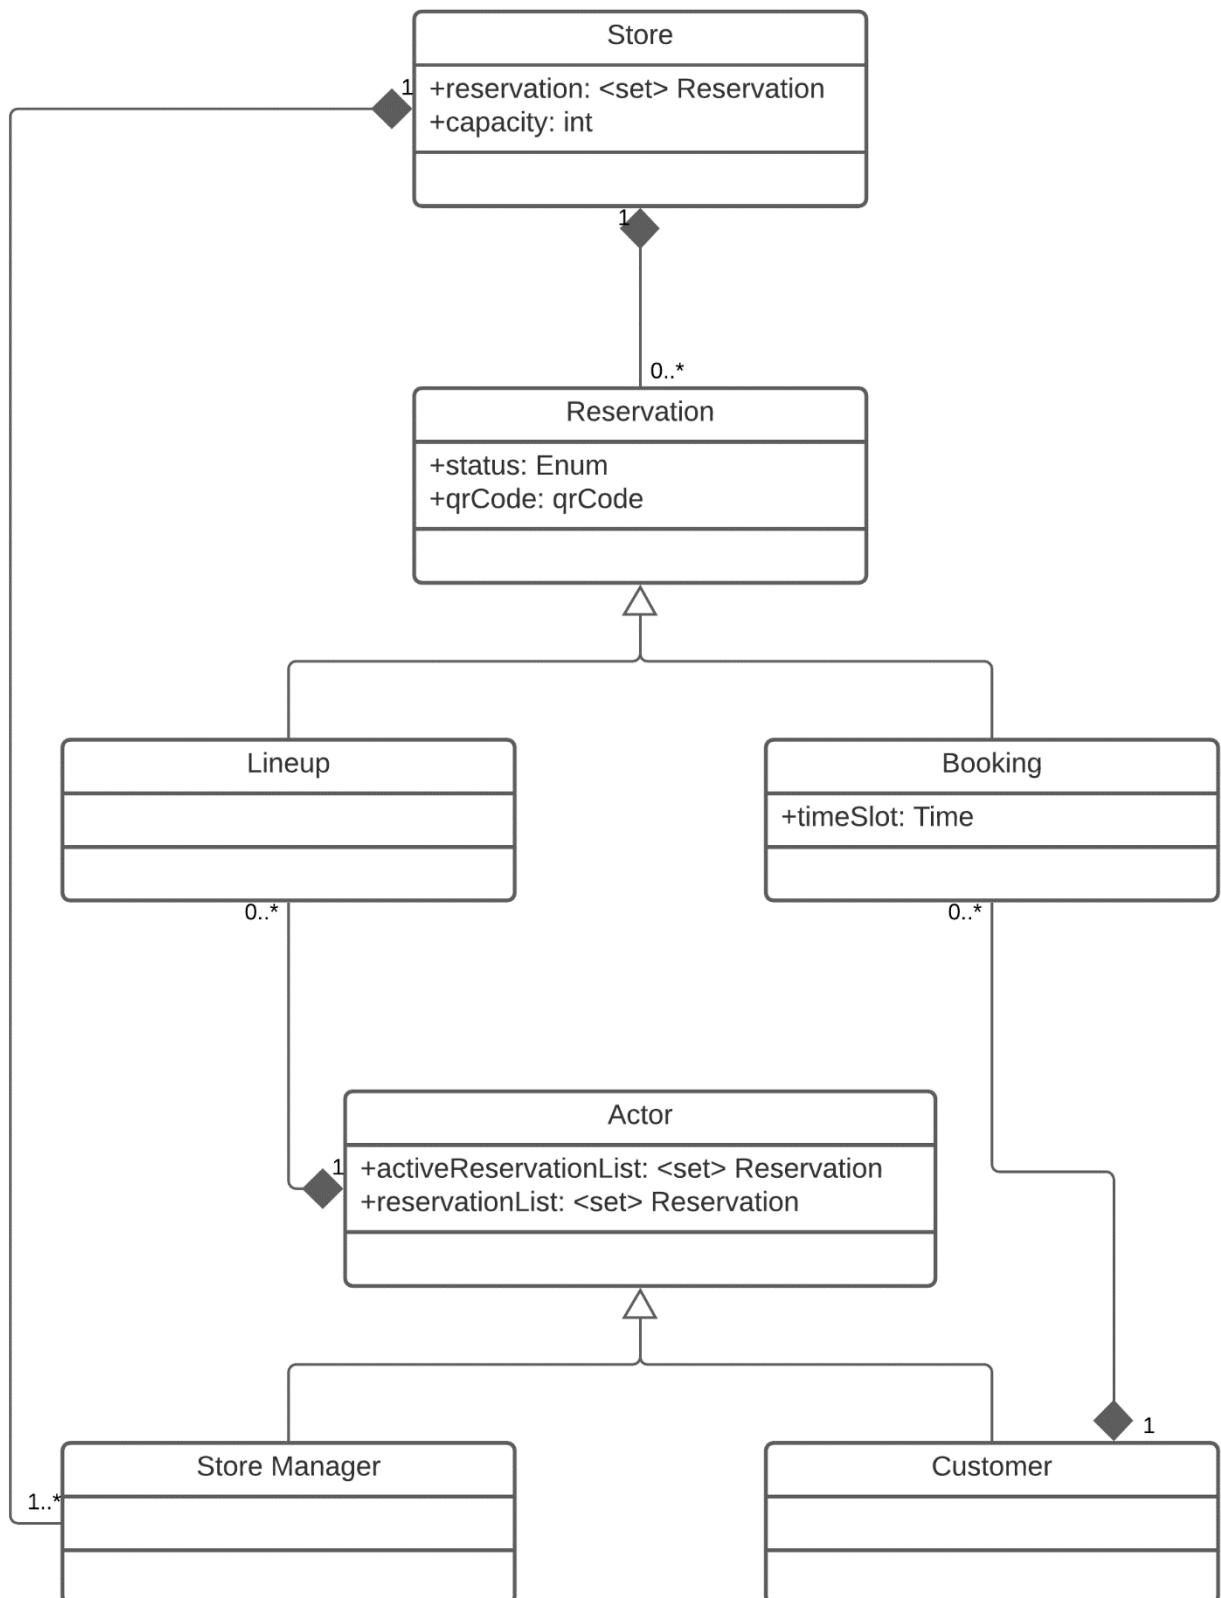 Store
1
+reservation: <set> Reservation
+capacity: int
1
0..*
Reservation
+status: Enum
+qrCode: qrCode
Lineup
Booking
+timeSlot: Time
0..*
0..*
Actor
1
+activeReservationList: <set> Reservation
+reservationList: <set> Reservation
1
Store Manager
Customer
1..*